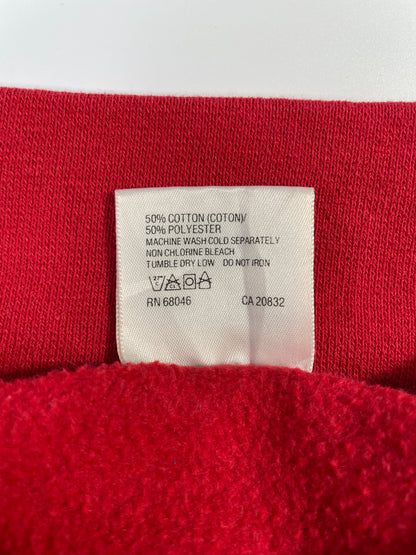 50% COTTON (COTON)/
50% POLYESTER
MACHINE WASH COLD SEPARATELY
NON CHLORINE BLEACH
TUMBLE DRY LOW DO NOT IRON
RN 68046 CA 20832